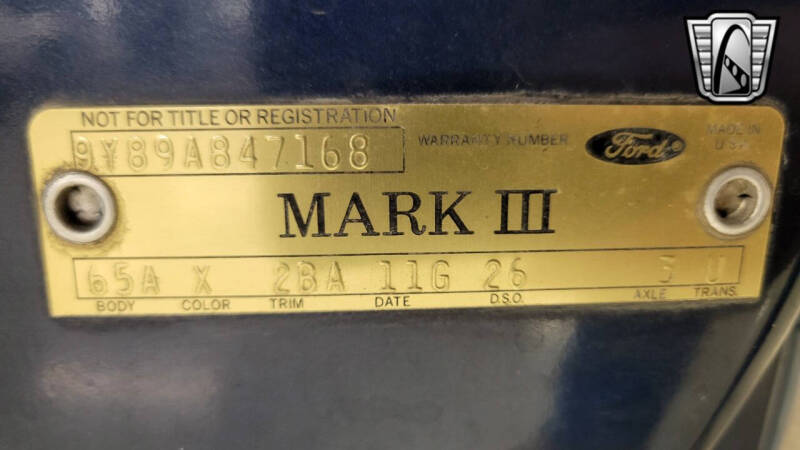 NOT FOR TITLE OR REGISTRATION
9Y89A847168 WARRANTY NUMBER Ford® MADE IN U.S.A.
MARK III
65A X 2BA 11G 26 5 U
BODY COLOR TRIM DATE D.S.O. AXLE TRANS.